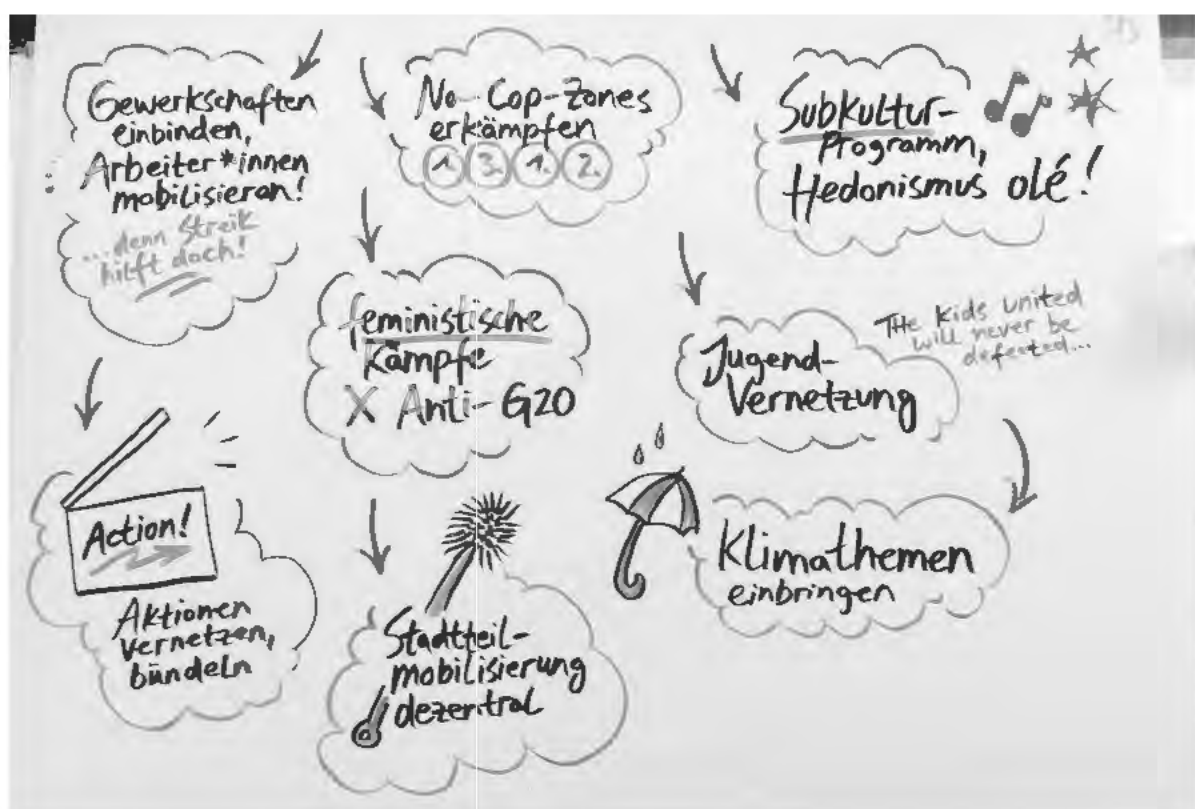 Gewerkschaften
einbinden,
Arbeiter*innen
mobilisieren!
...denn Streik
hilft doch!
No-Cop-Zones
erkämpfen
1. 3. 1. 2.
Subkultur-
Programm,
Hedonismus olé!
feministische
Kämpfe
X Anti-G20
Jugend-
Vernetzung
THe Kids united
will never be
defeated...
Action!
Aktionen
vernetzen,
bündeln
Stadtteil-
mobilisierung
dezentral
Klimathemen
einbringen